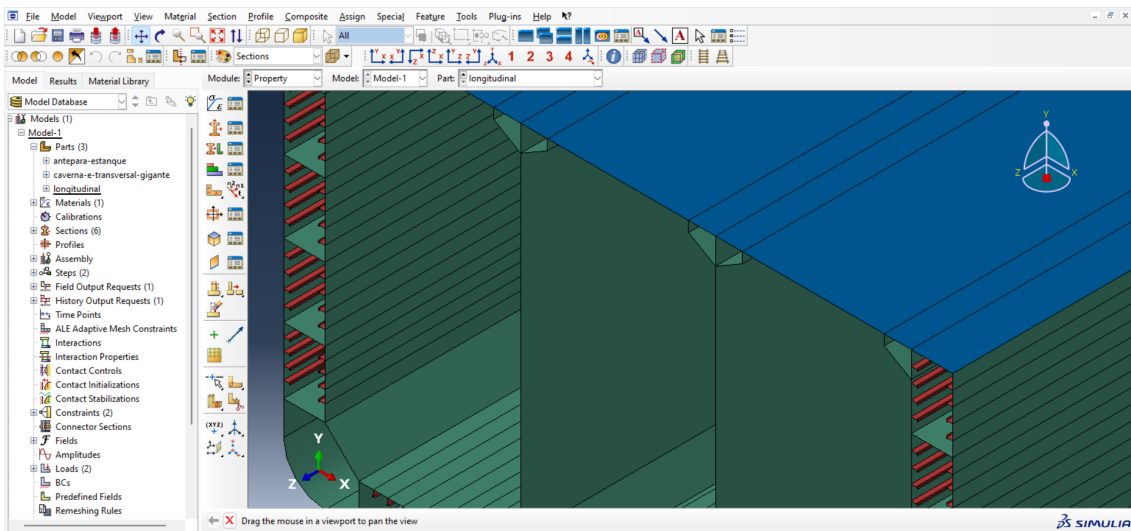 File Model Viewport View Material Section Profile Composite Assign Special Feature Tools Plug-ins Help
All
Sections
1 2 3 4
Model Results Material Library
Module: Property Model: Model-1 Part: longitudinal
Model Database
Models (1)
Model-1
Parts (3)
antepara-estanque
caverna-e-transversal-gigante
longitudinal
Materials (1)
Calibrations
Sections (6)
Profiles
Assembly
Steps (2)
Field Output Requests (1)
History Output Requests (1)
Time Points
ALE Adaptive Mesh Constraints
Interactions
Interaction Properties
Contact Controls
Contact Initializations
Contact Stabilizations
Constraints (2)
Connector Sections
Fields
Amplitudes
Loads (2)
BCs
Predefined Fields
Remeshing Rules
(XYZ)
Y
Z X
Y
Z X
Drag the mouse in a viewport to pan the view
SIMULIA